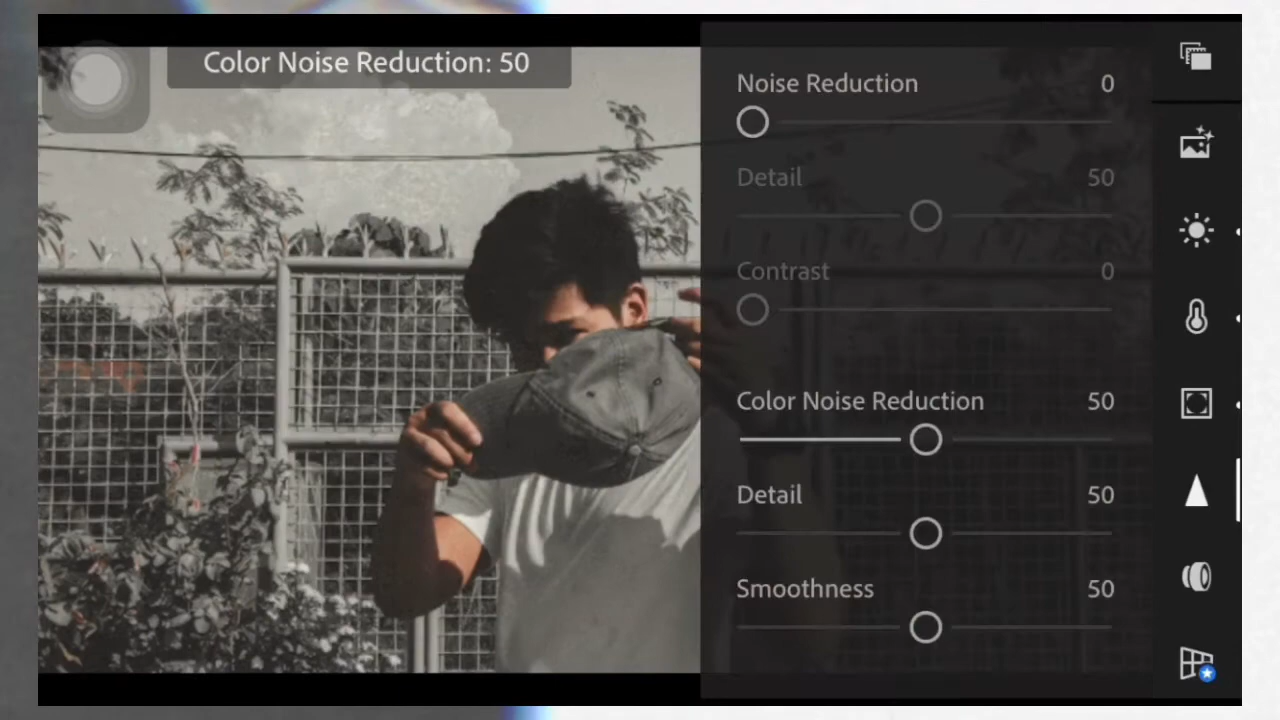 Color Noise Reduction: 50
Noise Reduction 0
Detail 50
Contrast 0
Color Noise Reduction 50
Detail 50
Smoothness 50